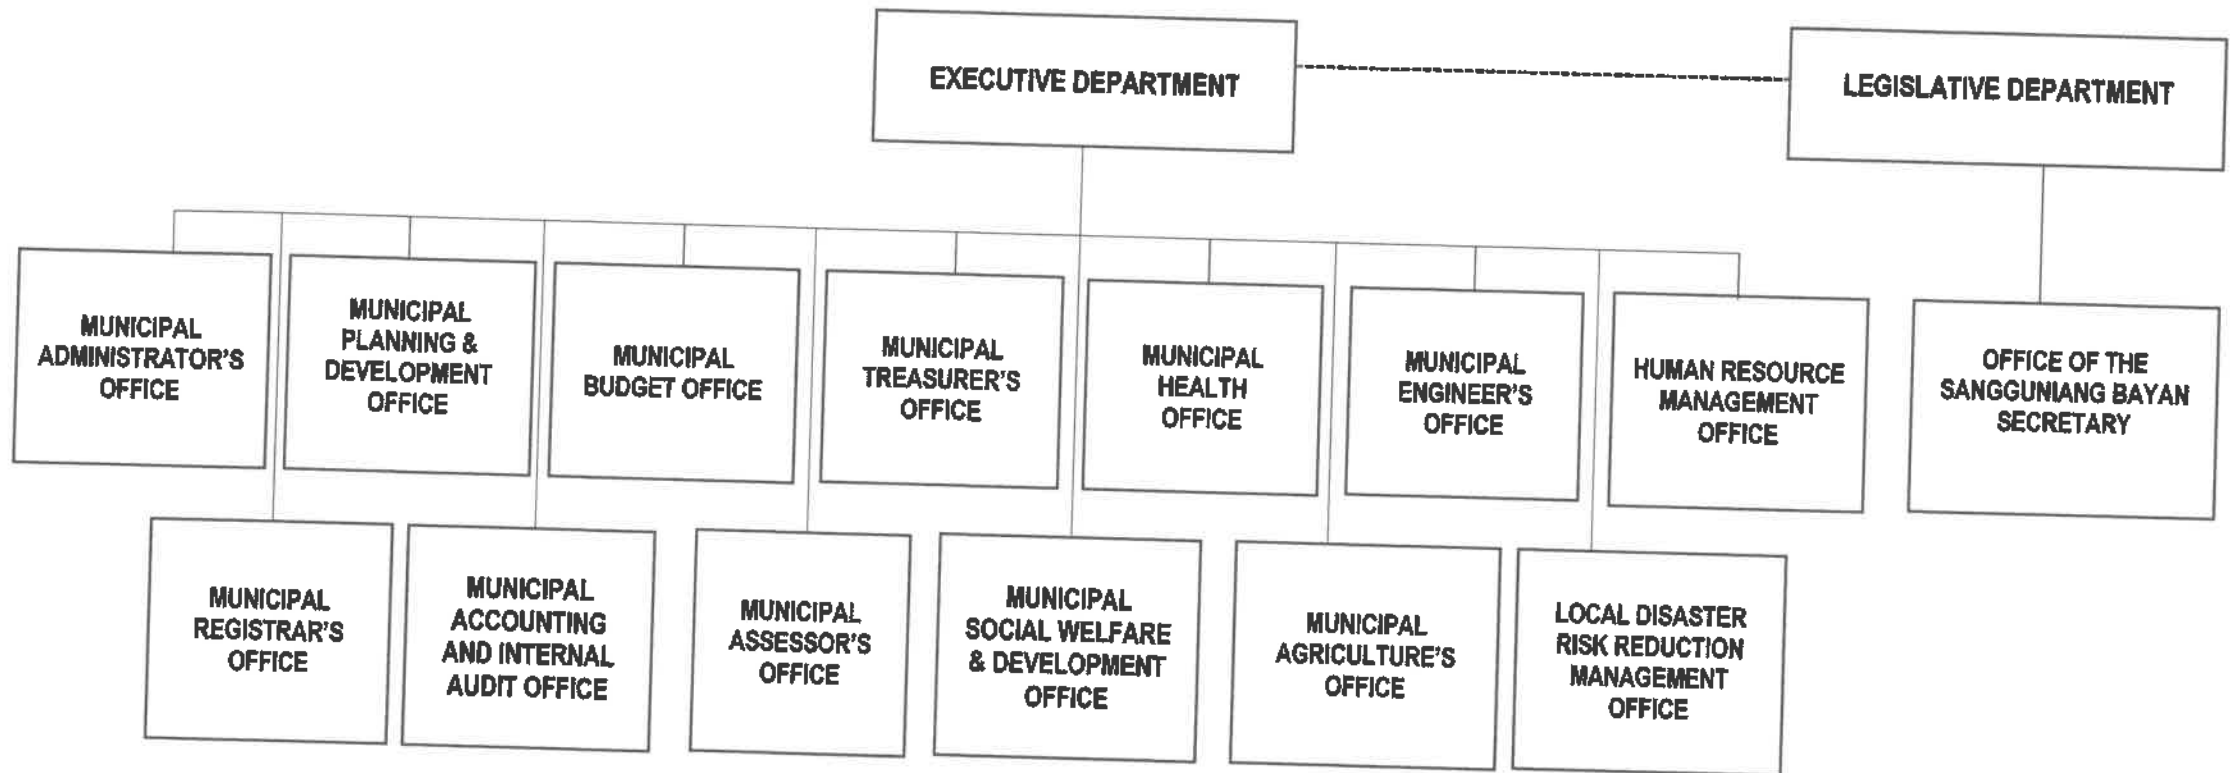 EXECUTIVE DEPARTMENT
LEGISLATIVE DEPARTMENT
MUNICIPAL
ADMINISTRATOR'S
OFFICE
MUNICIPAL
PLANNING &
DEVELOPMENT
OFFICE
MUNICIPAL
BUDGET OFFICE
MUNICIPAL
TREASURER'S
OFFICE
MUNICIPAL
HEALTH
OFFICE
MUNICIPAL
ENGINEER'S
OFFICE
HUMAN RESOURCE
MANAGEMENT
OFFICE
OFFICE OF THE
SANGGUNIANG BAYAN
SECRETARY
MUNICIPAL
REGISTRAR'S
OFFICE
MUNICIPAL
ACCOUNTING
AND INTERNAL
AUDIT OFFICE
MUNICIPAL
ASSESSOR'S
OFFICE
MUNICIPAL
SOCIAL WELFARE
& DEVELOPMENT
OFFICE
MUNICIPAL
AGRICULTURE'S
OFFICE
LOCAL DISASTER
RISK REDUCTION
MANAGEMENT
OFFICE